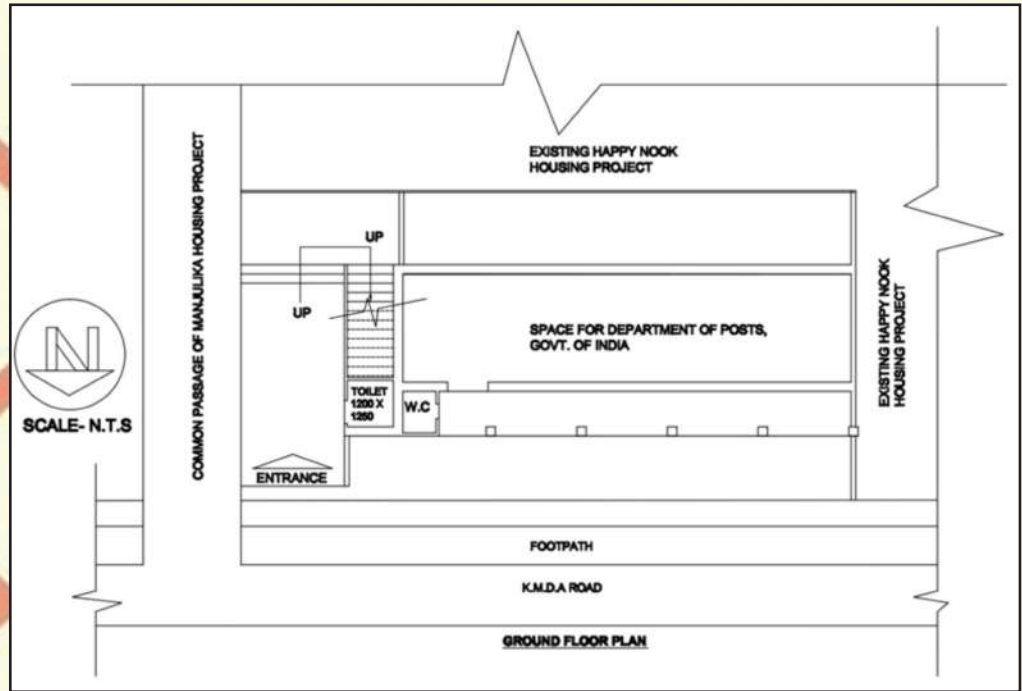 EXISTING HAPPY NOOK
HOUSING PROJECT
COMMON PASSAGE OF MANJULIKA HOUSING PROJECT
UP
UP
SPACE FOR DEPARTMENT OF POSTS,
GOVT. OF INDIA
EXISTING HAPPY NOOK
HOUSING PROJECT
N
SCALE- N.T.S
TOILET
1200 X
1250
W.C
ENTRANCE
FOOTPATH
K.M.D.A ROAD
GROUND FLOOR PLAN